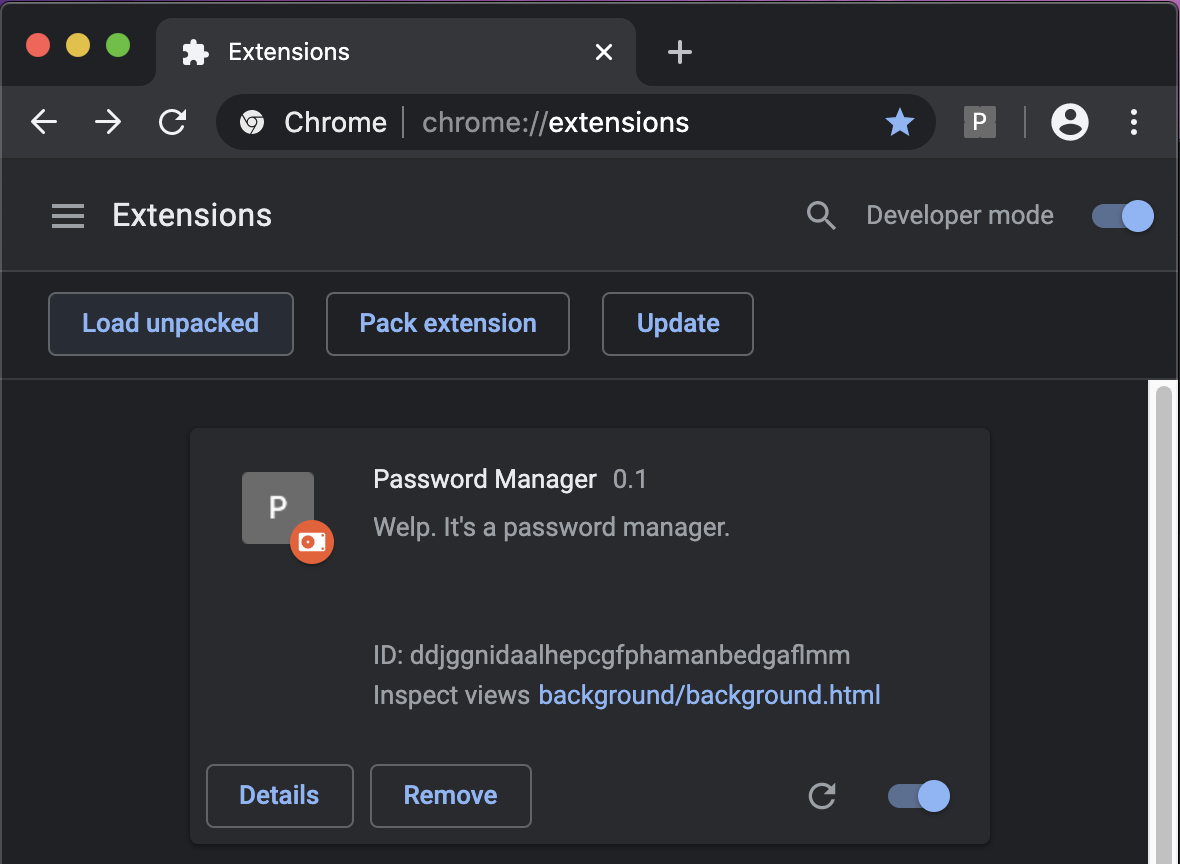 Extensions
Chrome chrome://extensions P
Extensions Developer mode
Load unpacked Pack extension Update
P
Password Manager 0.1
Welp. It's a password manager.
ID: ddjggnidaalhepcgfphamanbedgaflmm
Inspect views background/background.html
Details Remove